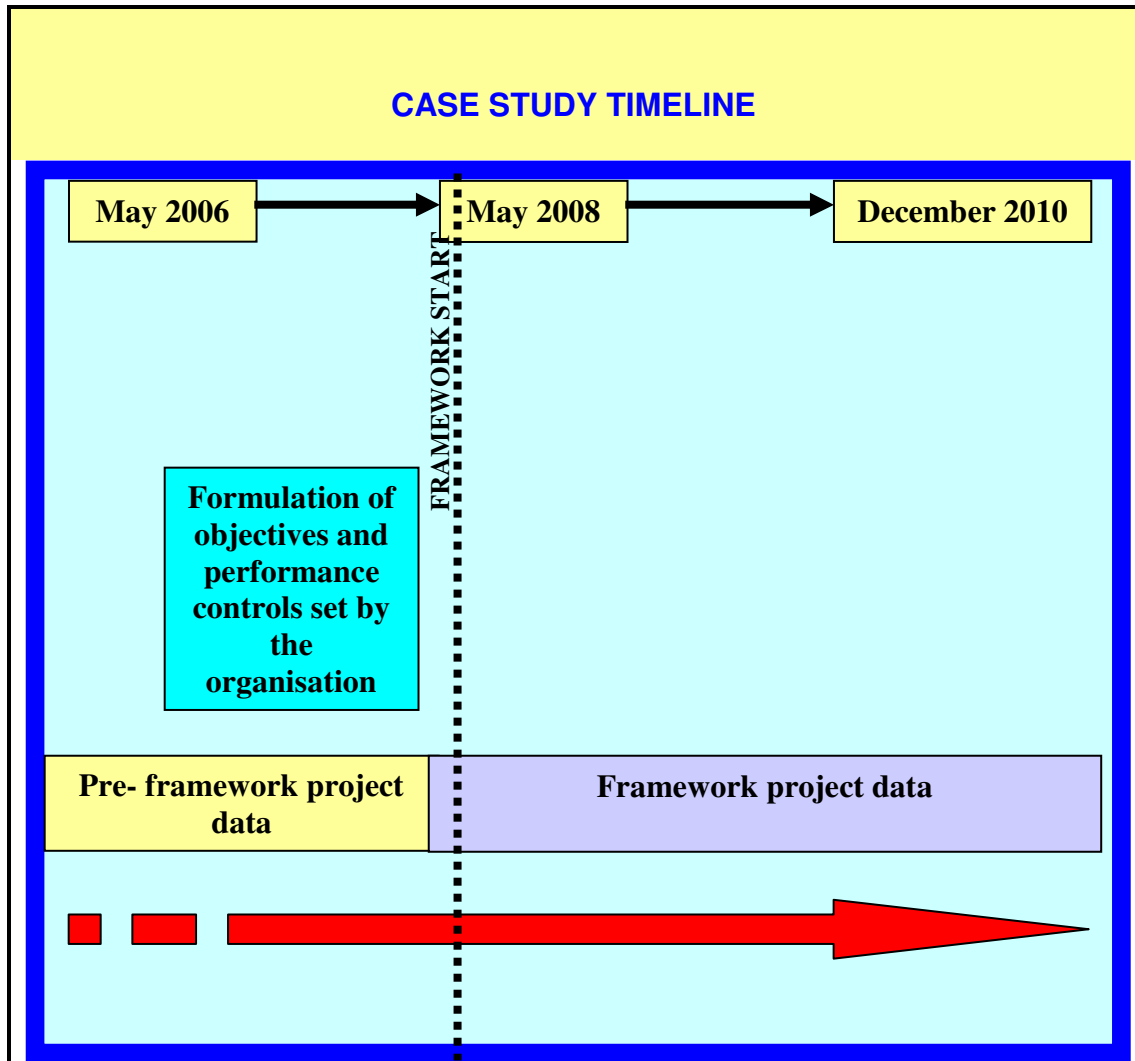 CASE STUDY TIMELINE
May 2006
May 2008
December 2010
FRAMEWORK START
Formulation of
objectives and
performance
controls set by
the
organisation
Pre- framework project
data
Framework project data